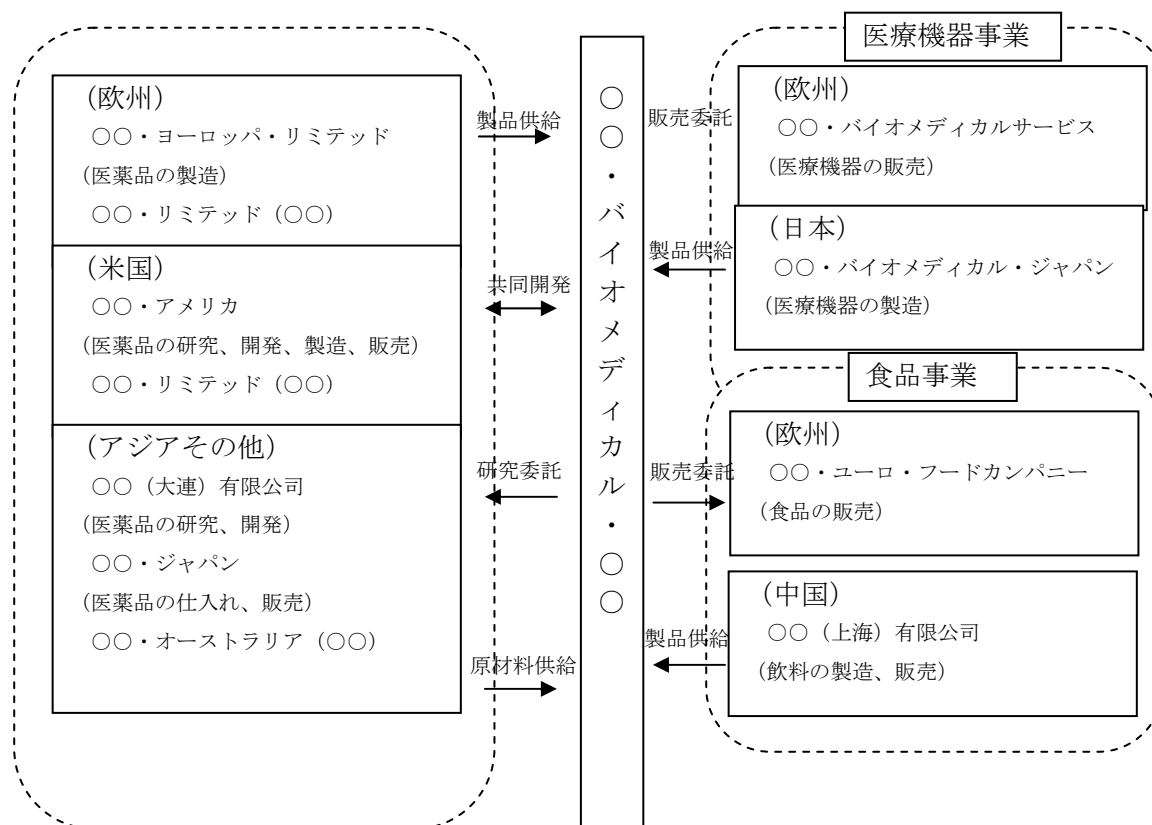 (欧州)
○○・ヨーロッパ・リミテッド
(医薬品の製造)
○○・リミテッド（○○）
(米国)
○○・アメリカ
(医薬品の研究、開発、製造、販売)
○○・リミテッド（○○）
(アジアその他)
○○（大連）有限公司
(医薬品の研究、開発)
○○・ジャパン
(医薬品の仕入れ、販売)
○○・オーストラリア（○○）
製品供給
共同開発
研究委託
原材料供給
○○・バイオメディカル・○○
販売委託
製品供給
販売委託
製品供給
医療機器事業
(欧州)
○○・バイオメディカルサービス
(医療機器の販売)
(日本)
○○・バイオメディカル・ジャパン
(医療機器の製造)
食品事業
(欧州)
○○・ユーロ・フードカンパニー
(食品の販売)
(中国)
○○（上海）有限公司
(飲料の製造、販売)